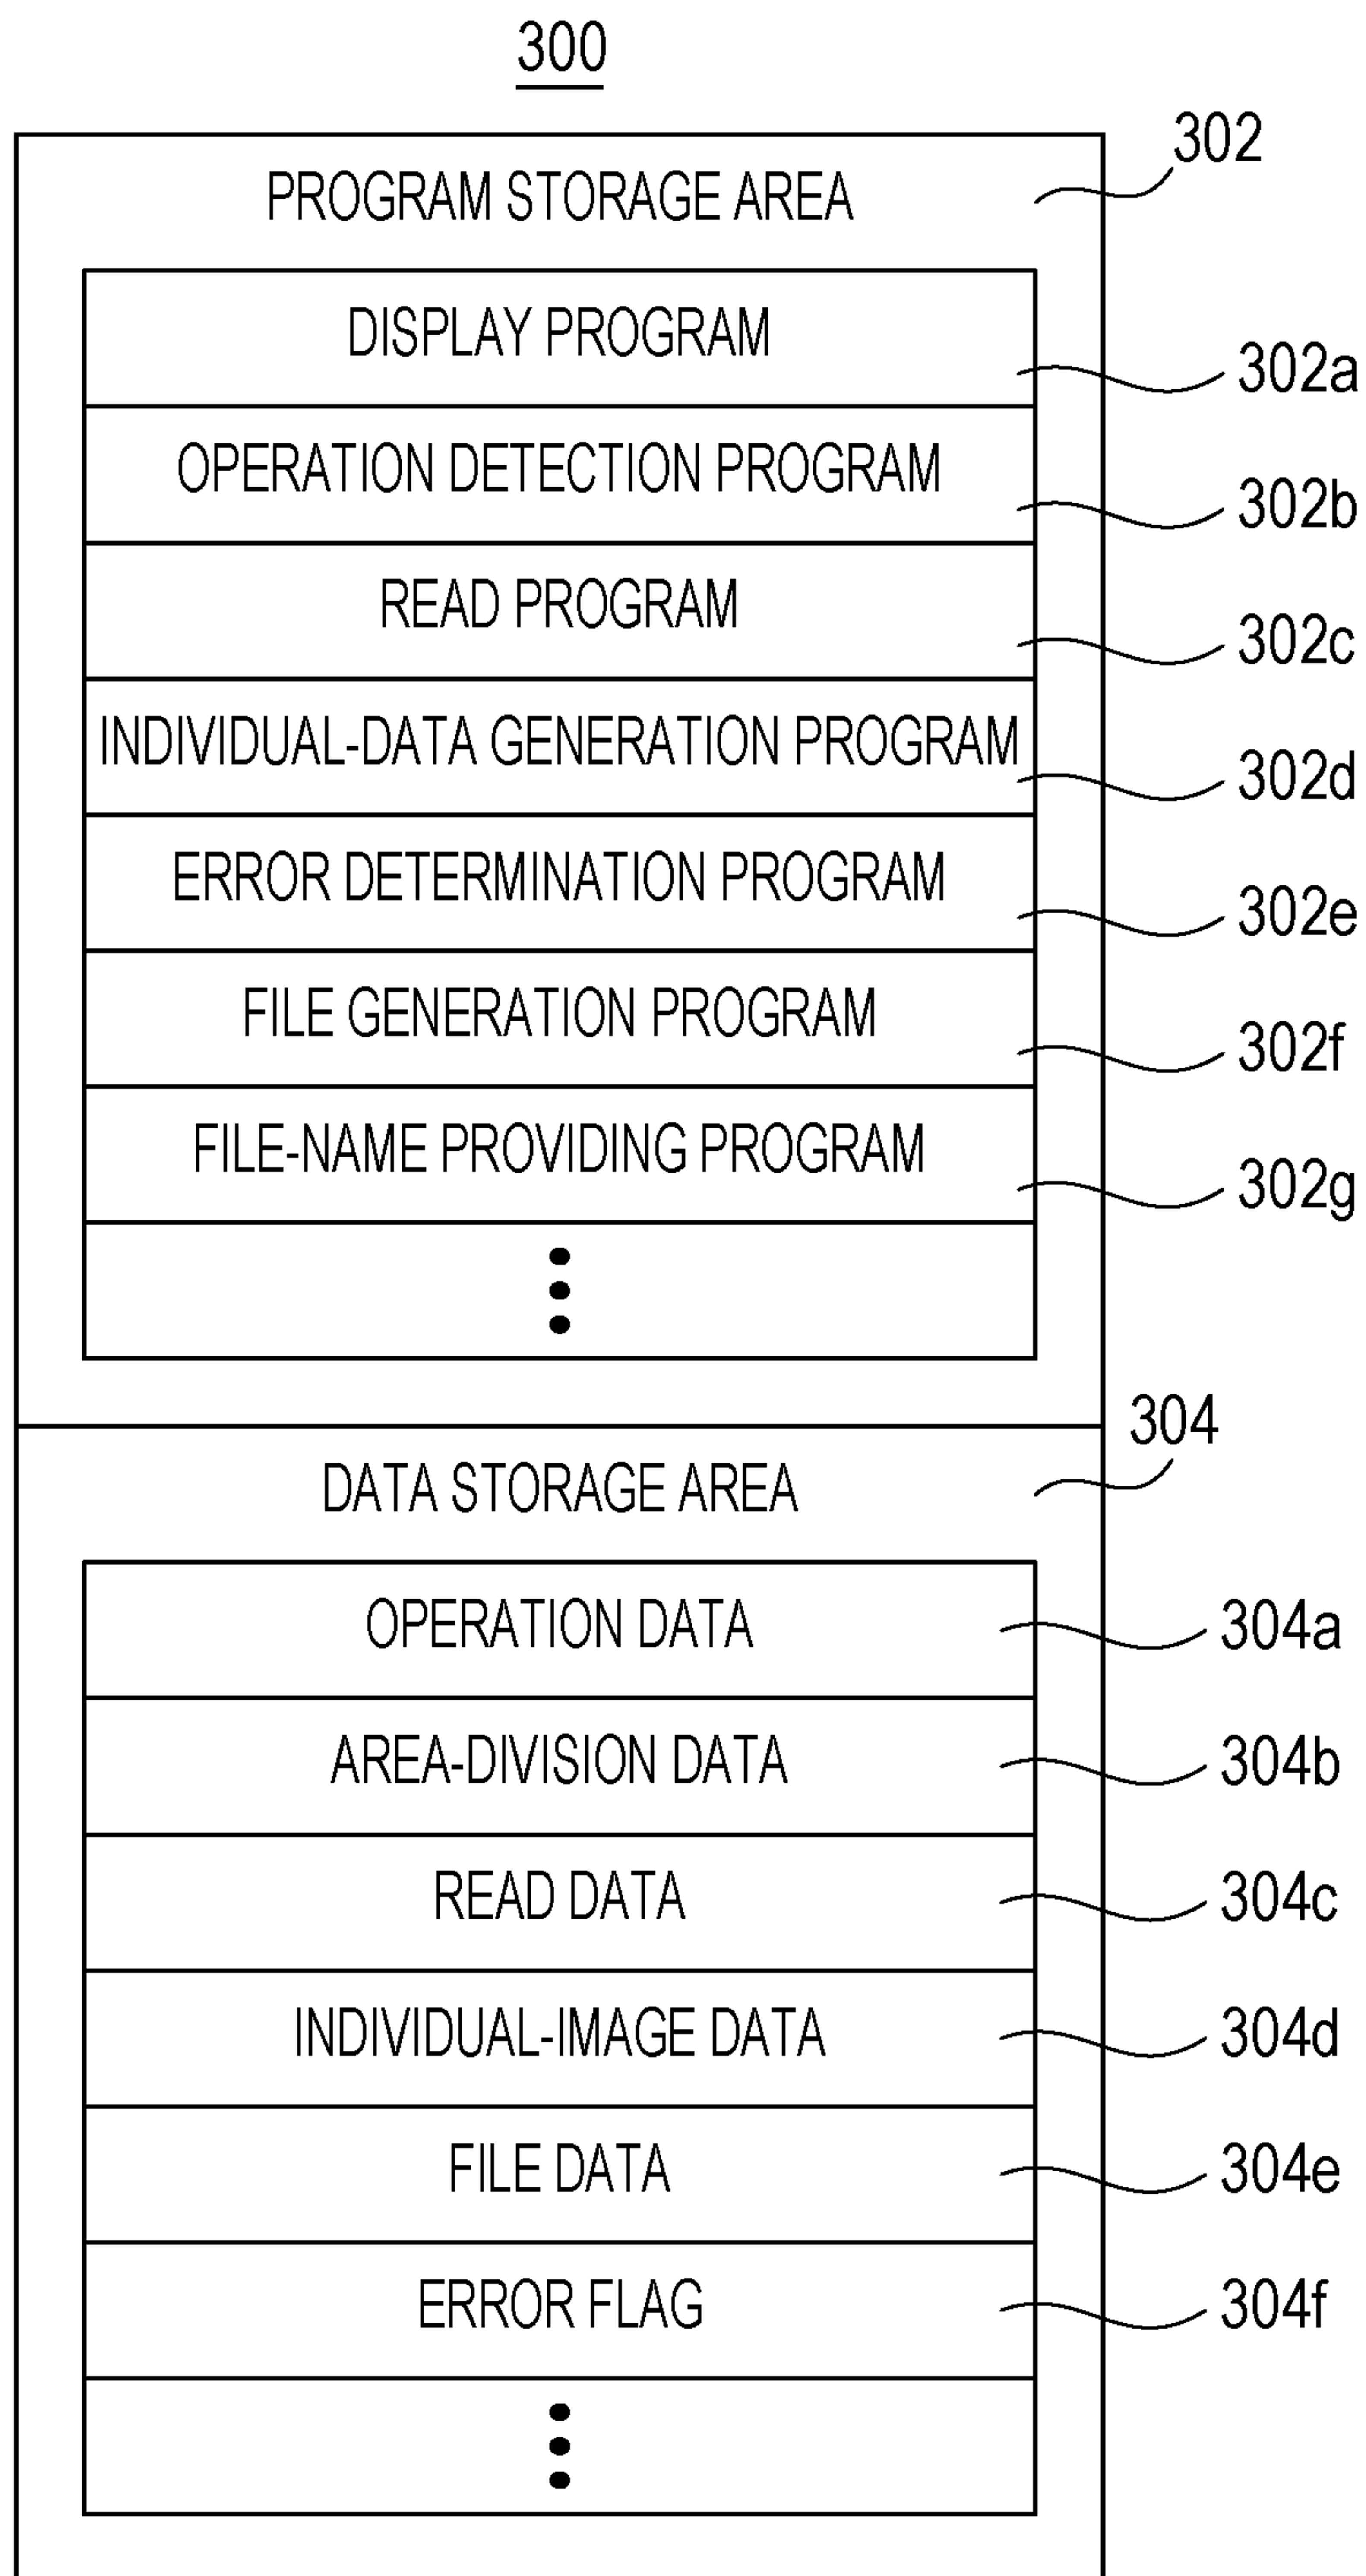 300
302
PROGRAM STORAGE AREA
DISPLAY PROGRAM
302a
OPERATION DETECTION PROGRAM
302b
READ PROGRAM
302c
INDIVIDUAL-DATA GENERATION PROGRAM
302d
ERROR DETERMINATION PROGRAM
302e
FILE GENERATION PROGRAM
302f
FILE-NAME PROVIDING PROGRAM
302g
304
DATA STORAGE AREA
OPERATION DATA
304a
AREA-DIVISION DATA
304b
READ DATA
304c
INDIVIDUAL-IMAGE DATA
304d
FILE DATA
304e
ERROR FLAG
304f